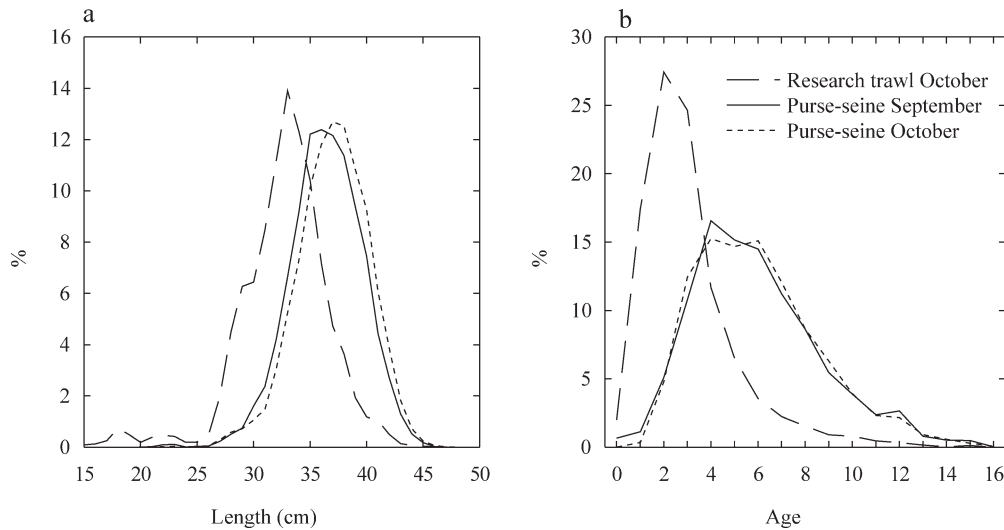 a
16
14
12
10
8
6
4
2
0
%
15 20 25 30 35 40 45 50
Length (cm)
b
30
25
20
15
10
5
0
%
Research trawl October
Purse-seine September
Purse-seine October
0 2 4 6 8 10 12 14 16
Age